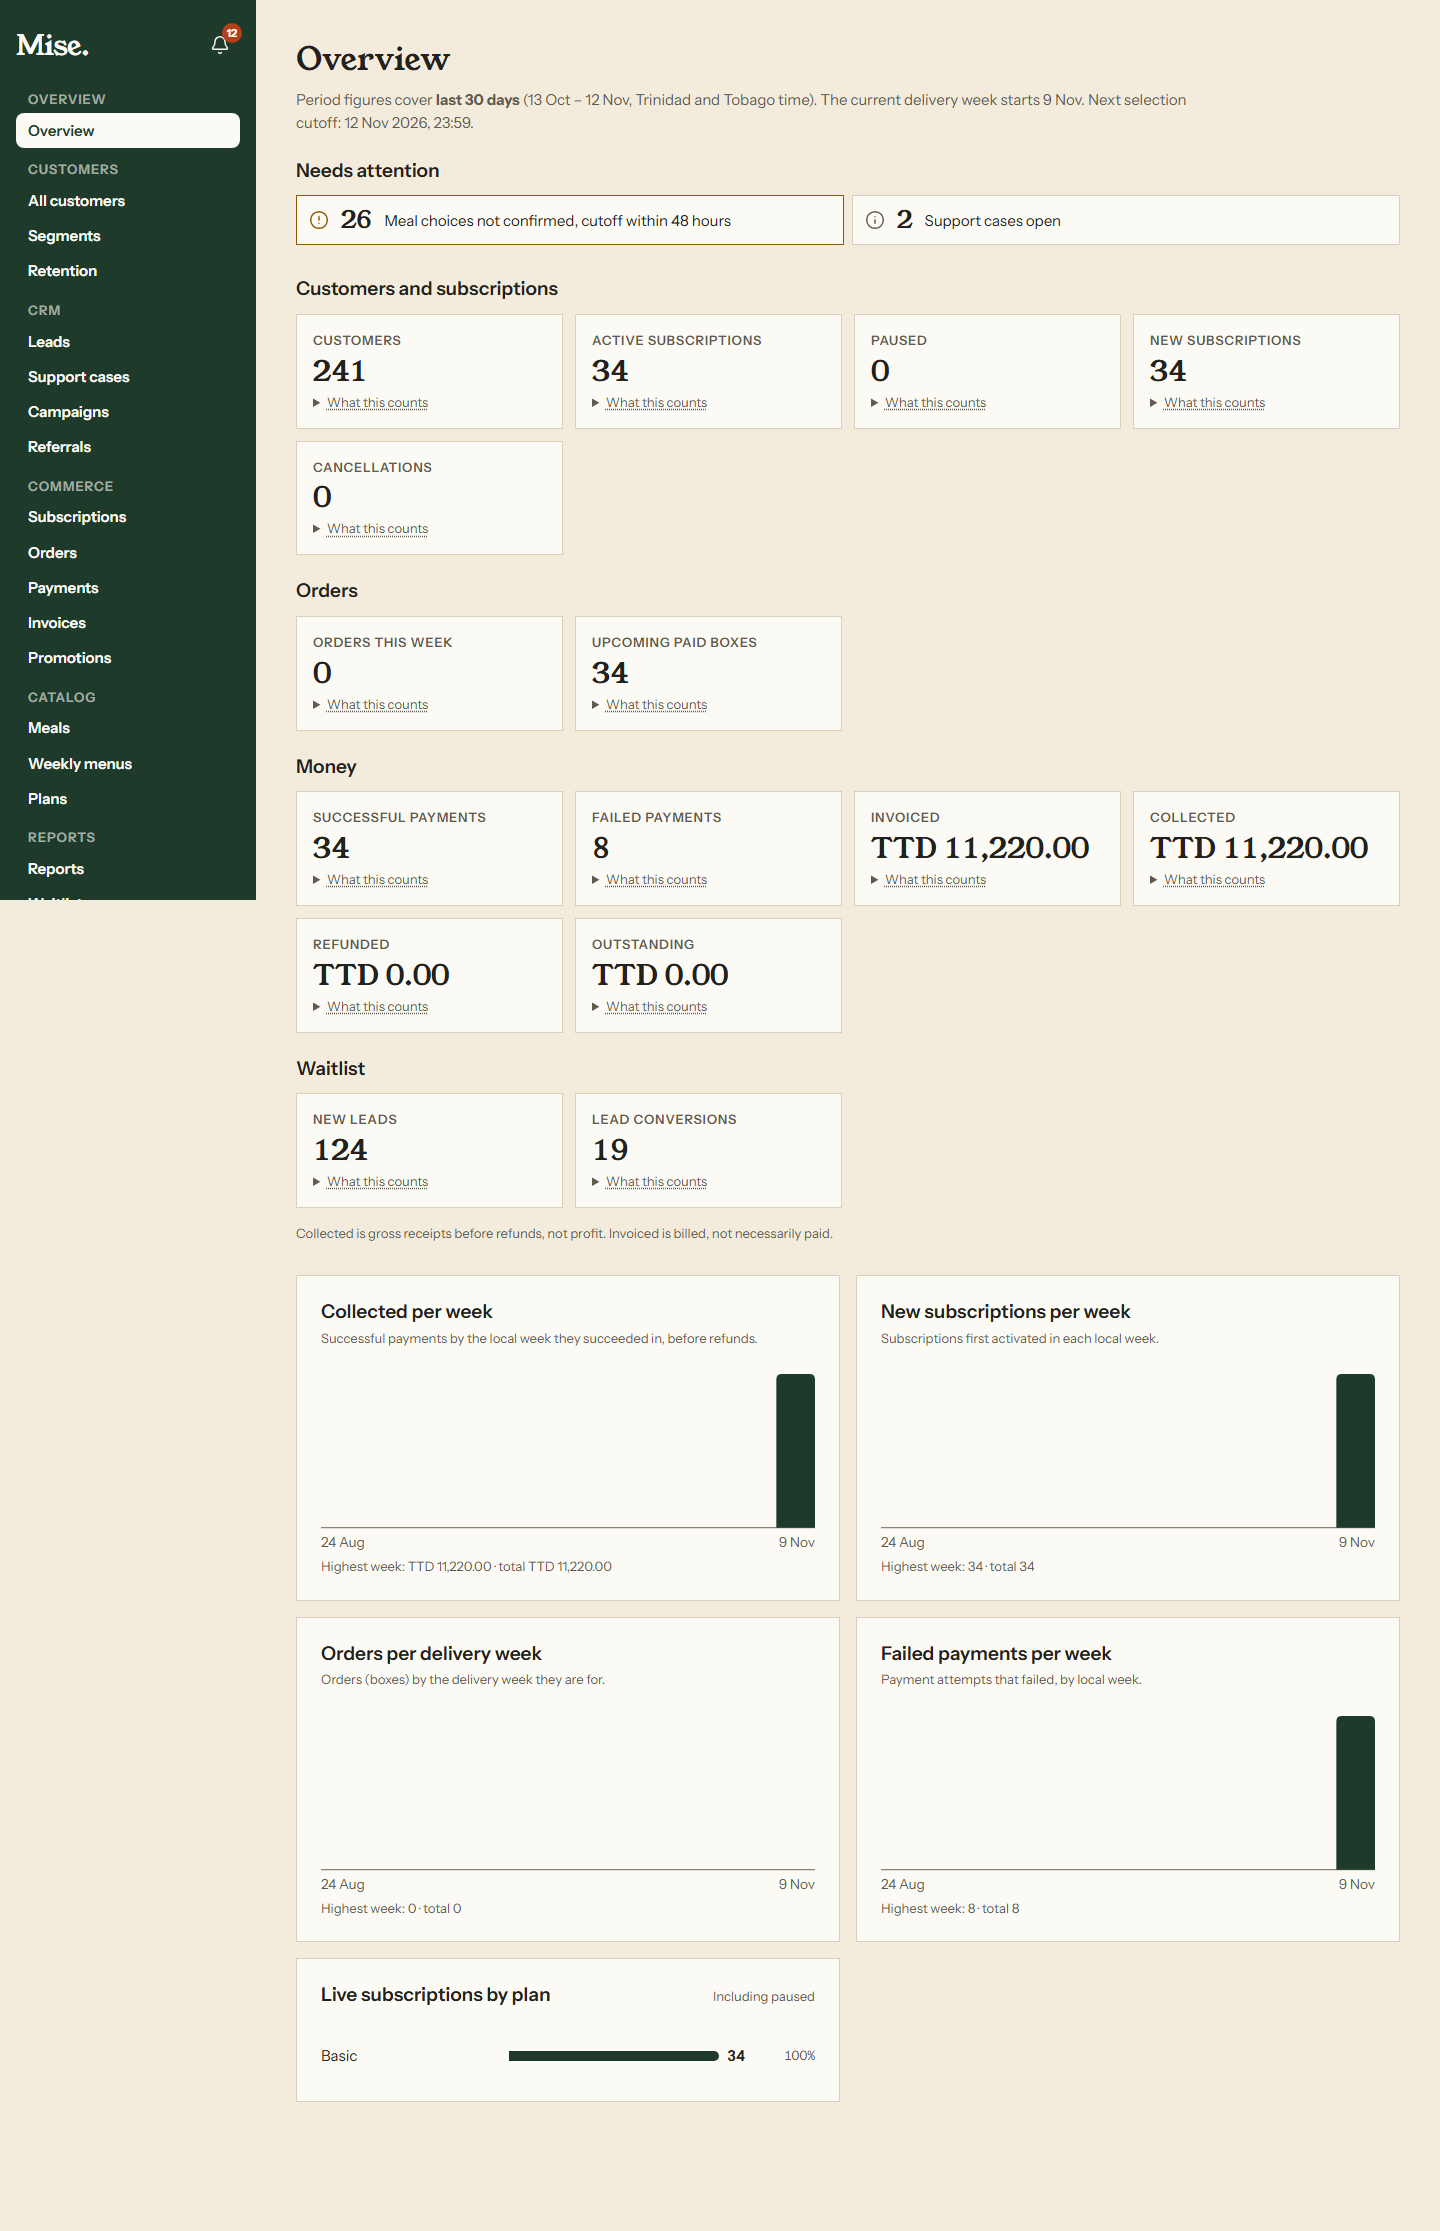 Mise.
12
OVERVIEW
Overview
CUSTOMERS
All customers
Segments
Retention
CRM
Leads
Support cases
Campaigns
Referrals
COMMERCE
Subscriptions
Orders
Payments
Invoices
Promotions
CATALOG
Meals
Weekly menus
Plans
REPORTS
Reports
Overview
Period figures cover last 30 days (13 Oct – 12 Nov, Trinidad and Tobago time). The current delivery week starts 9 Nov. Next selection
cutoff: 12 Nov 2026, 23:59.
Needs attention
26 Meal choices not confirmed, cutoff within 48 hours
2 Support cases open
Customers and subscriptions
CUSTOMERS
241
What this counts
ACTIVE SUBSCRIPTIONS
34
What this counts
PAUSED
0
What this counts
NEW SUBSCRIPTIONS
34
What this counts
CANCELLATIONS
0
What this counts
Orders
ORDERS THIS WEEK
0
What this counts
UPCOMING PAID BOXES
34
What this counts
Money
SUCCESSFUL PAYMENTS
34
What this counts
FAILED PAYMENTS
8
What this counts
INVOICED
TTD 11,220.00
What this counts
COLLECTED
TTD 11,220.00
What this counts
REFUNDED
TTD 0.00
What this counts
OUTSTANDING
TTD 0.00
What this counts
Waitlist
NEW LEADS
124
What this counts
LEAD CONVERSIONS
19
What this counts
Collected is gross receipts before refunds, not profit. Invoiced is billed, not necessarily paid.
Collected per week
Successful payments by the local week they succeeded in, before refunds.
24 Aug 9 Nov
Highest week: TTD 11,220.00 · total TTD 11,220.00
New subscriptions per week
Subscriptions first activated in each local week.
24 Aug 9 Nov
Highest week: 34 · total 34
Orders per delivery week
Orders (boxes) by the delivery week they are for.
24 Aug 9 Nov
Highest week: 0 · total 0
Failed payments per week
Payment attempts that failed, by local week.
24 Aug 9 Nov
Highest week: 8 · total 8
Live subscriptions by plan Including paused
Basic 34 100%